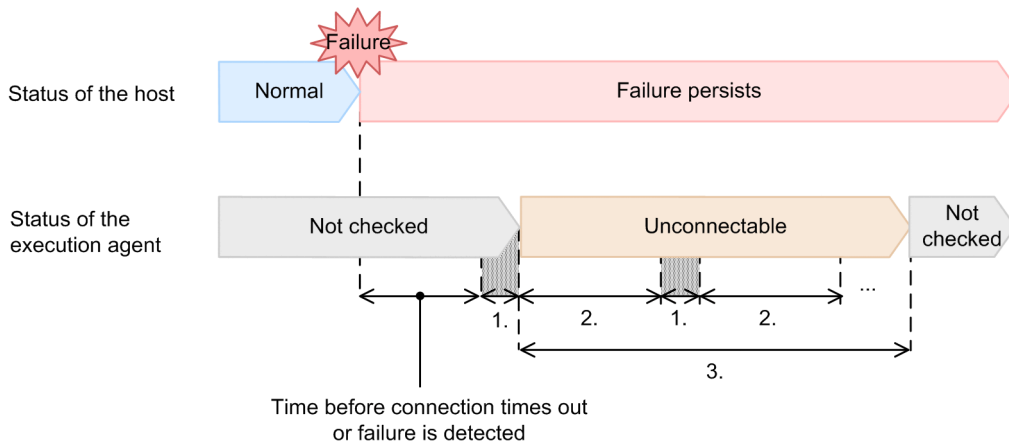 Failure
Status of the host
Normal
Failure persists
Status of the
execution agent
Not checked
Unconnectable
Not
checked
...
1.
2.
1.
2.
3.
Time before connection times out
or failure is detected